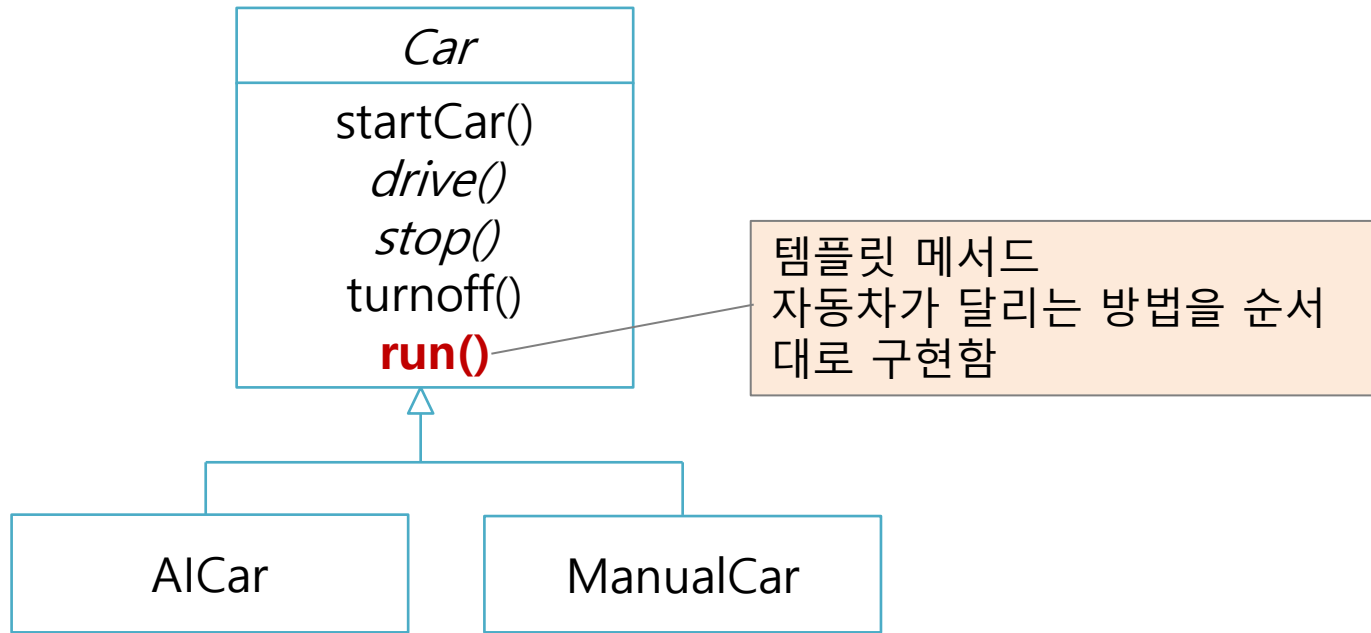 Car
startCar()
drive()
stop()
turnoff()
run()
템플릿 메서드
자동차가 달리는 방법을 순서
대로 구현함
AICar
ManualCar